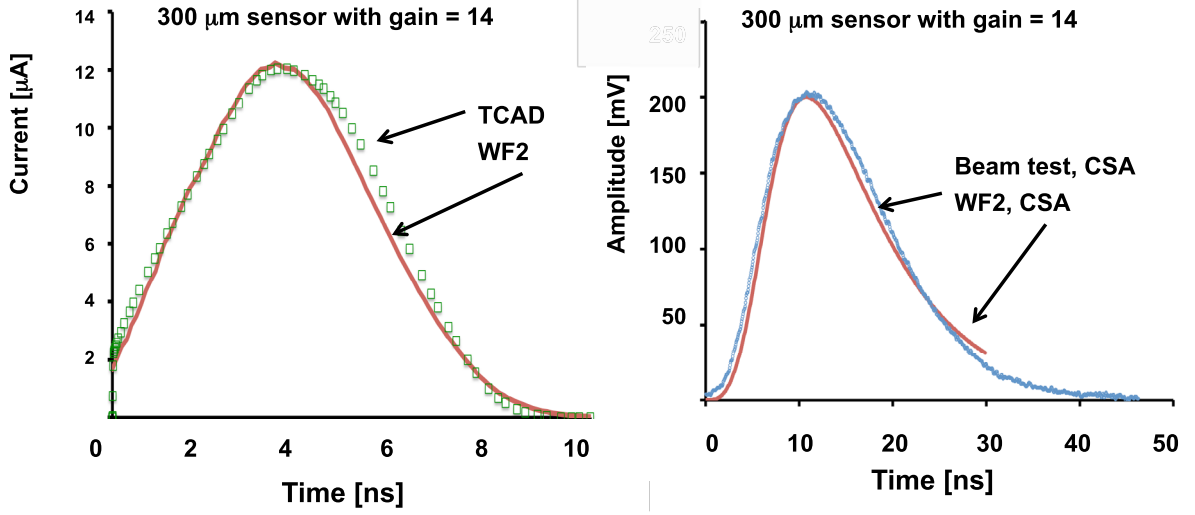 300 μm sensor with gain = 14
Current [μA]
14
12
10
8
6
4
2
0
2
4
6
8
10
Time [ns]
TCAD
WF2
300 μm sensor with gain = 14
Amplitude [mV]
250
200
150
100
50
0
10
20
30
40
50
Time [ns]
Beam test, CSA
WF2, CSA